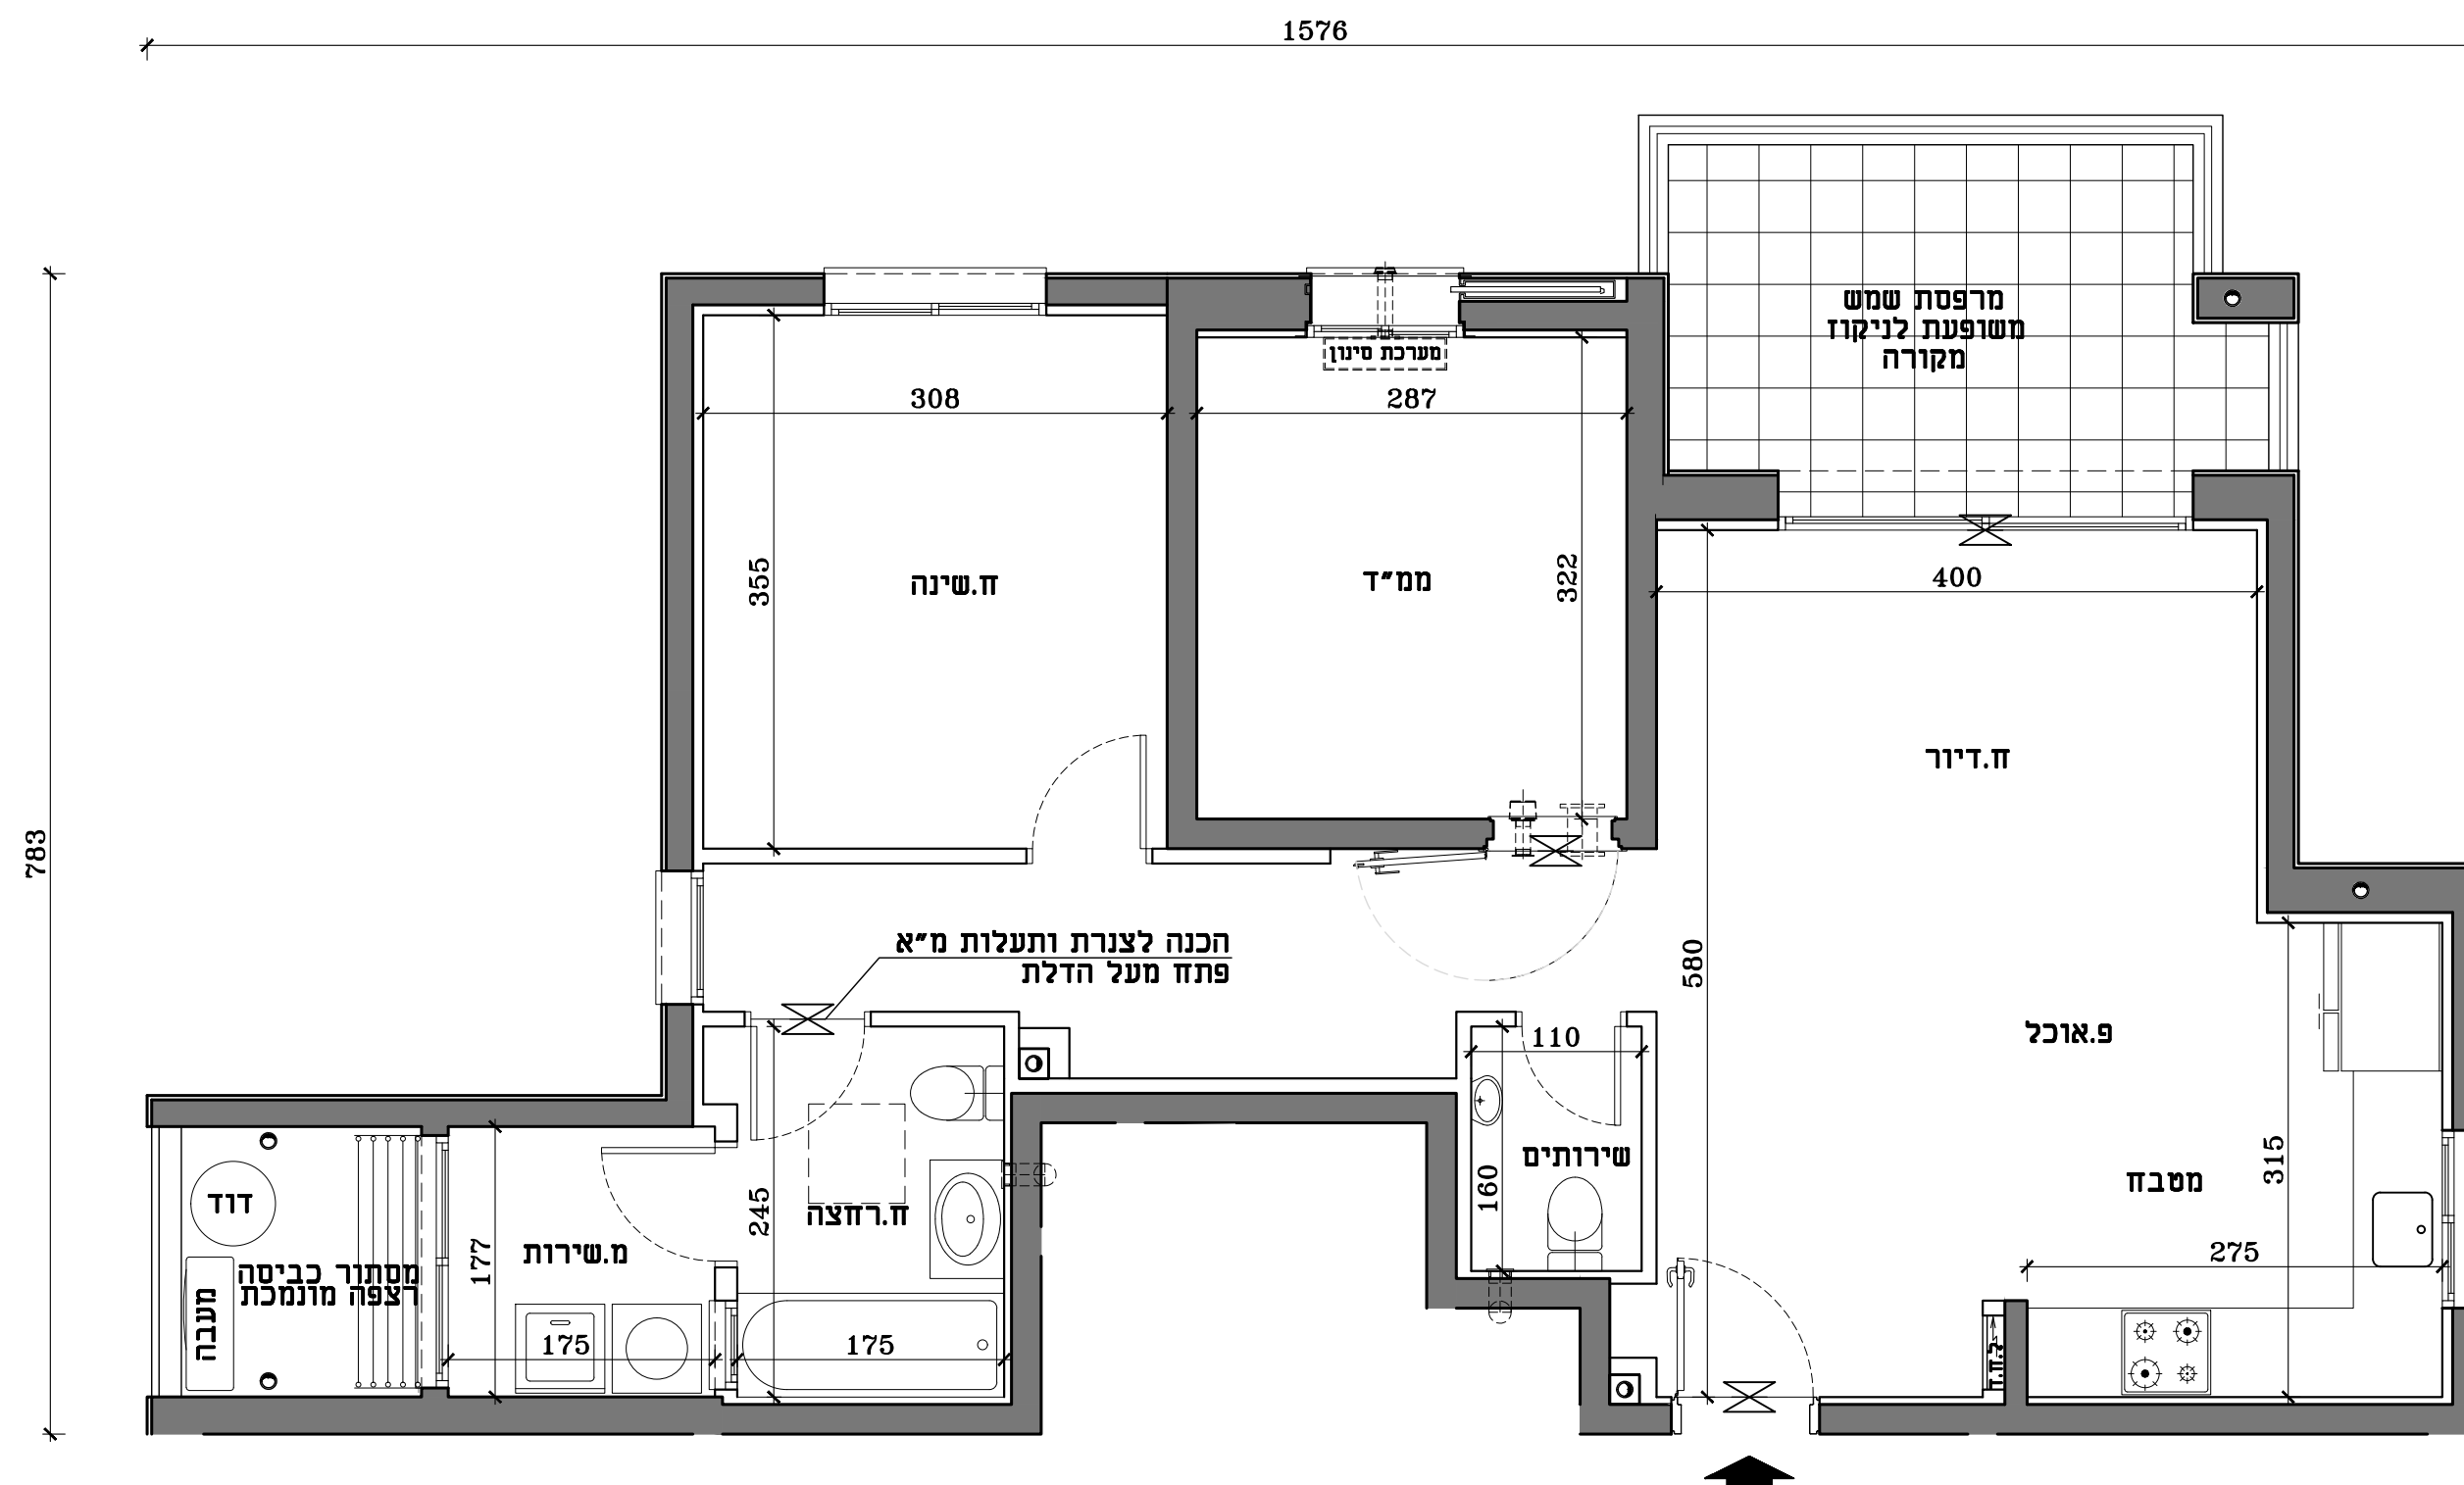 1576
מרפסת שמש
משופעת לניקוז
מקורה
מערכת סינון
308
287
400
355
322
ח.שינה
ממ״ד
ח.דיור
783
580
הכנה לצנרת ותעלות מ״א
פתח מעל הדלת
פ.אוכל
110
שירותים
160
מטבח
315
275
ח.רחצה
245
דוד
מ.שירות
177
מסתור כביסה
רצפה מונמכת
מעבה
175
175
ל.ח.ד